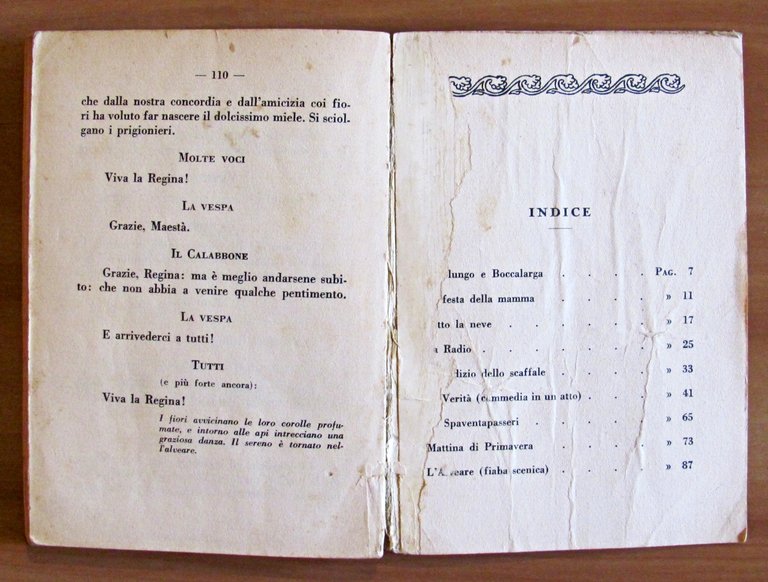 — 110 —
che dalla nostra concordia e dall'amicizia coi fio-
ri ha voluto far nascere il dolcissimo miele. Si sciol-
gano i prigionieri.
MOLTE VOCI
Viva la Regina!
LA VESPA
Grazie, Maestà.
IL CALABBONE
Grazie, Regina: ma è meglio andarsene subi-
to: che non abbia a venire qualche pentimento.
LA VESPA
E arrivederci a tutti!
TUTTI
(e più forte ancora):
Viva la Regina!
I fiori avvicinano le loro corolle profu-
mate, e intorno alle api intrecciano una
graziosa danza. Il sereno è tornato nel-
l'alveare.
INDICE
lungo e Boccalarga . . . . PAG. 7
festa della mamma . . . . » 11
tto la neve . . . . . » 17
a Radio . . . . . . » 25
dizio dello scaffale . . . . » 33
Verità (commedia in un atto) . . . » 41
Spaventapasseri . . . . . » 65
Mattina di Primavera . . . . » 73
L'Alveare (fiaba scenica) . . . . » 87